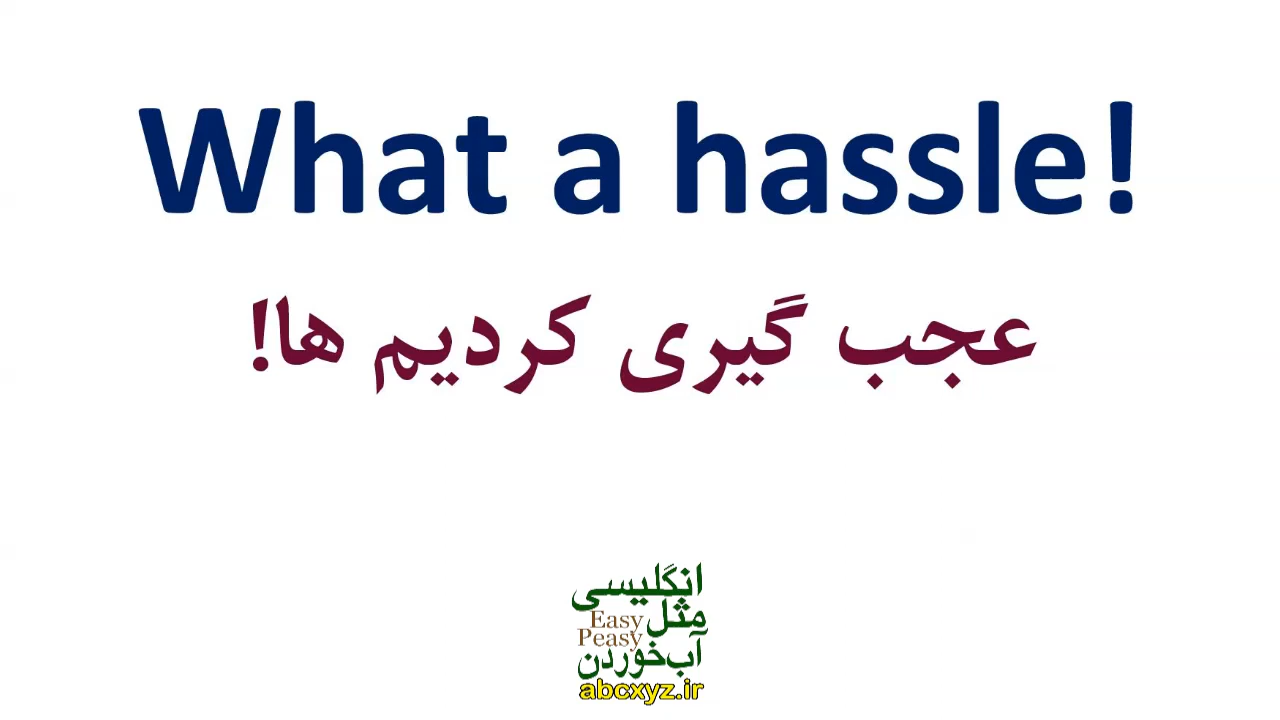 What a hassle!
عجب گیری کردیم ها!
انگلیسی
مثل
Easy
Peasy
آب‌خوردن
abcxyz.ir